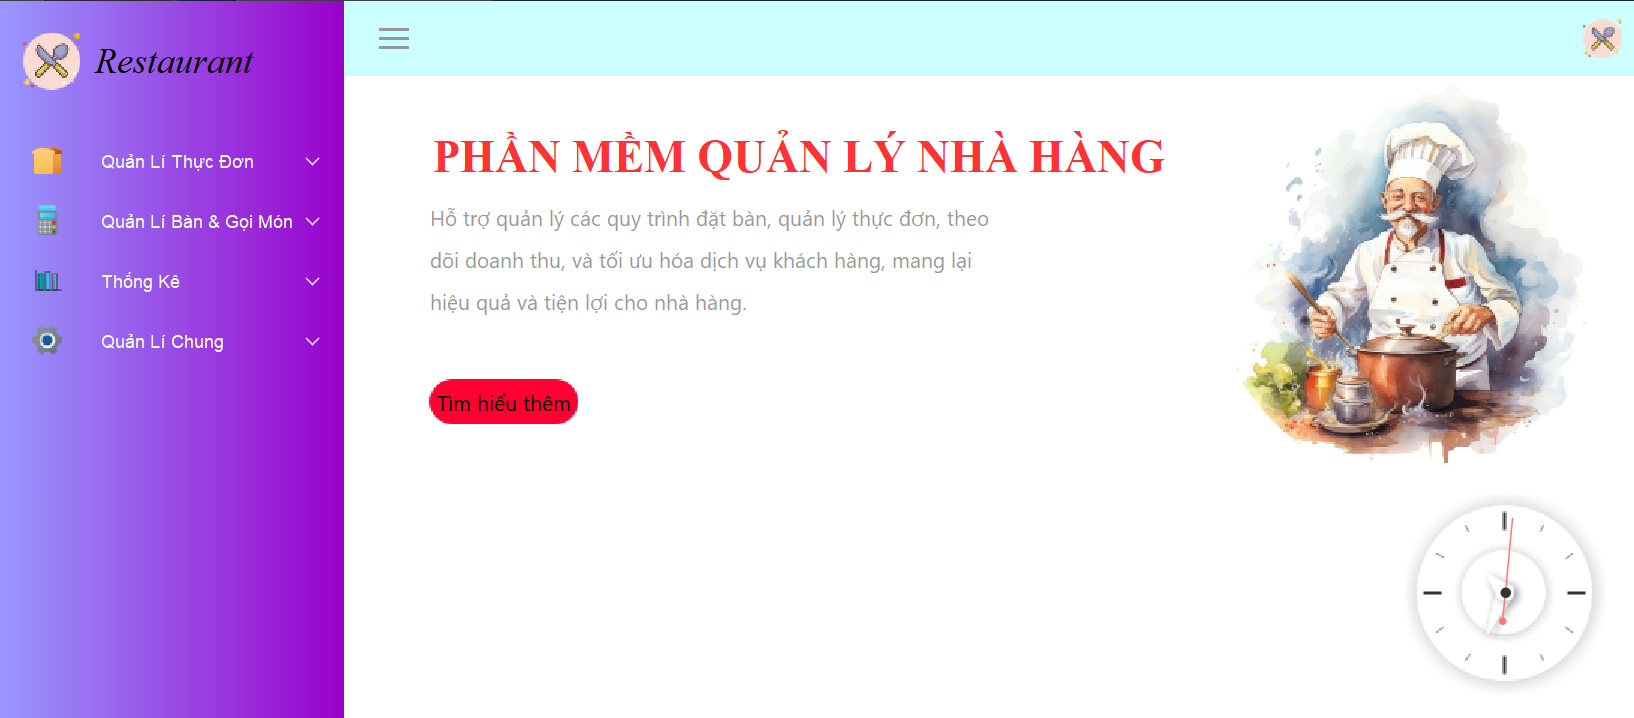 Restaurant
Quản Lí Thực Đơn
Quản Lí Bàn & Gọi Món
Thống Kê
Quản Lí Chung
PHẦN MỀM QUẢN LÝ NHÀ HÀNG
Hỗ trợ quản lý các quy trình đặt bàn, quản lý thực đơn, theo
dõi doanh thu, và tối ưu hóa dịch vụ khách hàng, mang lại
hiệu quả và tiện lợi cho nhà hàng.
Tìm hiểu thêm